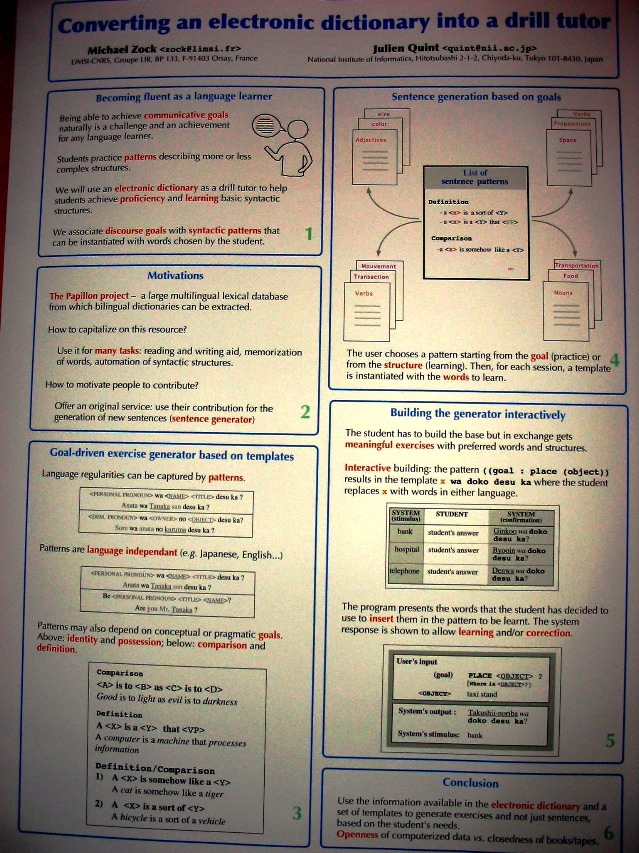 Converting an electronic dictionary into a drill tutor
Michael Zock <zock@limsi.fr>
LIMSI-CNRS, Groupe LIR, BP 133, F-91403 Orsay, France
Julien Quint <quint@nii.ac.jp>
National Institute of Informatics, Hitotsubashi 2-1-2, Chiyoda-ku, Tokyo 101-8430, Japan
Becoming fluent as a language learner
Being able to achieve communicative goals
naturally is a challenge and an achievement
for any language learner.
Students practice patterns describing more or less
complex structures.
We will use an electronic dictionary as a drill tutor to help
students achieve proficiency and learning basic syntactic
structures.
We associate discourse goals with syntactic patterns that
can be instantiated with words chosen by the student.
1
Motivations
The Papillon project – a large multilingual lexical database
from which bilingual dictionaries can be extracted.
How to capitalize on this resource?
Use it for many tasks: reading and writing aid, memorization
of words, automation of syntactic structures.
How to motivate people to contribute?
Offer an original service: use their contribution for the
generation of new sentences (sentence generator)
2
Goal-driven exercise generator based on templates
Language regularities can be captured by patterns.
<PERSONAL PRONOUN> wa <NAME> <TITLE> desu ka ?
Anata wa Tanaka san desu ka ?
<DEM. PRONOUN> wa <OWNER> no <OBJECT> desu ka?
Sore wa anata no kuruma desu ka ?
Patterns are language independant (e.g. Japanese, English...)
<PERSONAL PRONOUN> wa <NAME> <TITLE> desu ka ?
Anata wa Tanaka san desu ka ?
Be <PERSONAL PRONOUN> <TITLE> <NAME>?
Are you Mr. Tanaka ?
Patterns may also depend on conceptual or pragmatic goals.
Above: identity and possession; below: comparison and
definition.
Comparison
<A> is to <B> as <C> is to <D>
Good is to light as evil is to darkness
Definition
A <X> is a <Y> that <VP>
A computer is a machine that processes
information
Definition/Comparison
1) A <X> is somehow like a <Y>
A cat is somehow like a tiger
2) A <X> is a sort of <Y>
A bicycle is a sort of a vehicle
3
Sentence generation based on goals
size
color
Adjectives
Verbs
Prepositions
Space
List of
sentence patterns
Definition
- a <X> is a sort of <Y>
- a <X> is a <Y> that <VP>
Comparison
-a <X> is somehow like a <Y>
Mouvement
Transaction
Verbs
Transportation
Food
Nouns
The user chooses a pattern starting from the goal (practice) or
from the structure (learning). Then, for each session, a template
is instantiated with the words to learn.
4
Building the generator interactively
The student has to build the base but in exchange gets
meaningful exercises with preferred words and structures.
Interactive building: the pattern ((goal : place (object))
results in the template x wa doko desu ka where the student
replaces x with words in either language.
SYSTEM (stimulus) STUDENT SYSTEM (confirmation)
bank student's answer Ginkoo wa doko desu ka?
hospital student's answer Byooin wa doko desu ka?
telephone student's answer Denwa wa doko desu ka?
The program presents the words that the student has decided to
use to insert them in the pattern to be learnt. The system
response is shown to allow learning and/or correction.
User's input
(goal) PLACE <OBJECT> ?
[Where is <OBJECT>?]
<OBJECT> taxi stand
System's output : Takushii-noriba wa
doko desu ka?
System's stimulus: bank
5
Conclusion
Use the information available in the electronic dictionary and a
set of templates to generate exercises and not just sentences,
based on the student's needs.
Openness of computerized data vs. closedness of books/tapes.
6